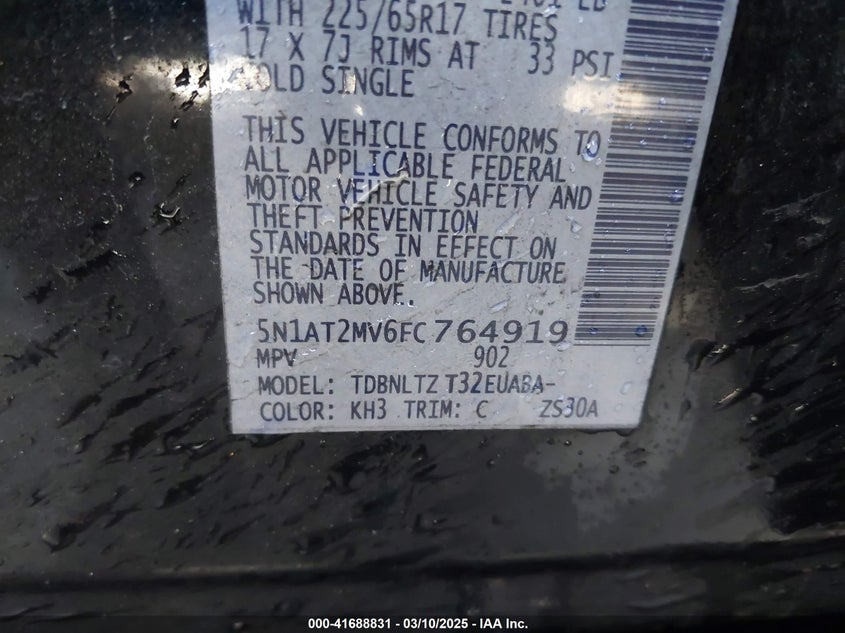 WITH 225/65R17 TIRES
17 X 7J RIMS AT 33 PSI
COLD SINGLE
THIS VEHICLE CONFORMS TO
ALL APPLICABLE FEDERAL
MOTOR VEHICLE SAFETY AND
THEFT PREVENTION
STANDARDS IN EFFECT ON
THE DATE OF MANUFACTURE
SHOWN ABOVE.
5N1AT2MV6FC764919
MPV 902
MODEL: TDBNLTZ T32EUABA-
COLOR: KH3 TRIM: C ZS30A
000-41688831 - 03/10/2025 - IAA Inc.